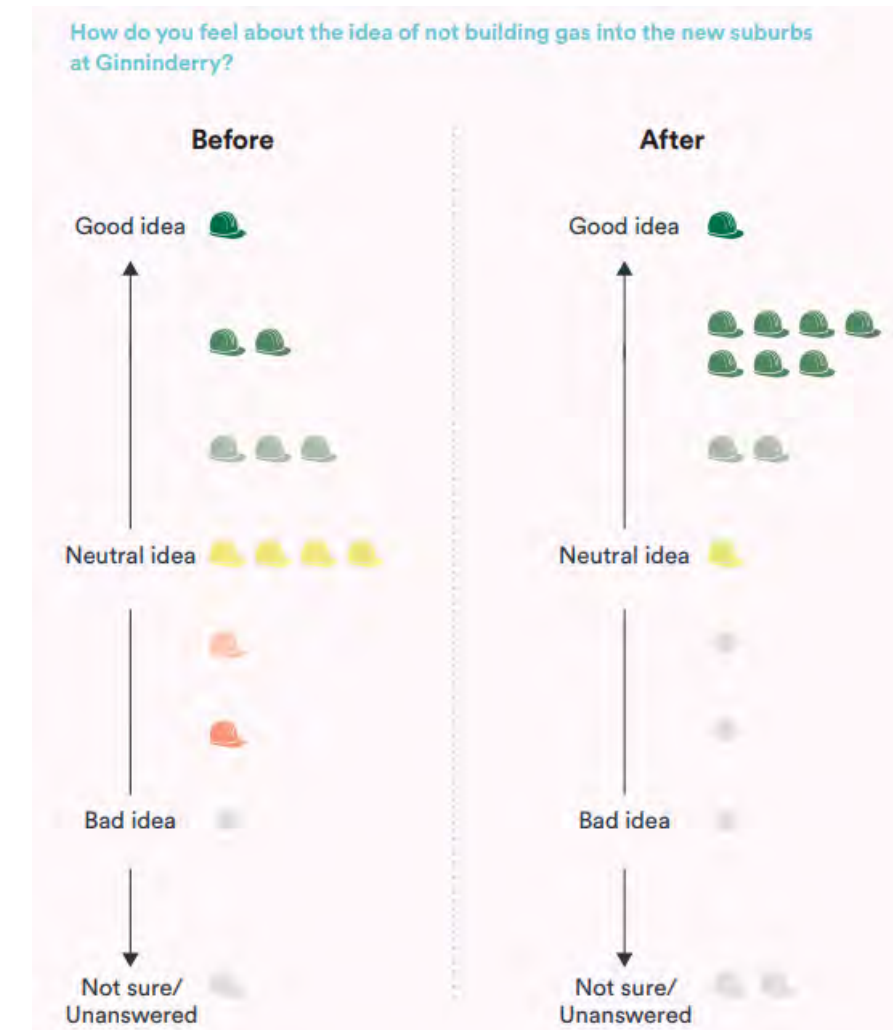 How do you feel about the idea of not building gas into the new suburbs
at Ginninderry?
Before
After
Good idea
Good idea
Neutral idea
Neutral idea
Bad idea
Bad idea
Not sure/
Unanswered
Not sure/
Unanswered